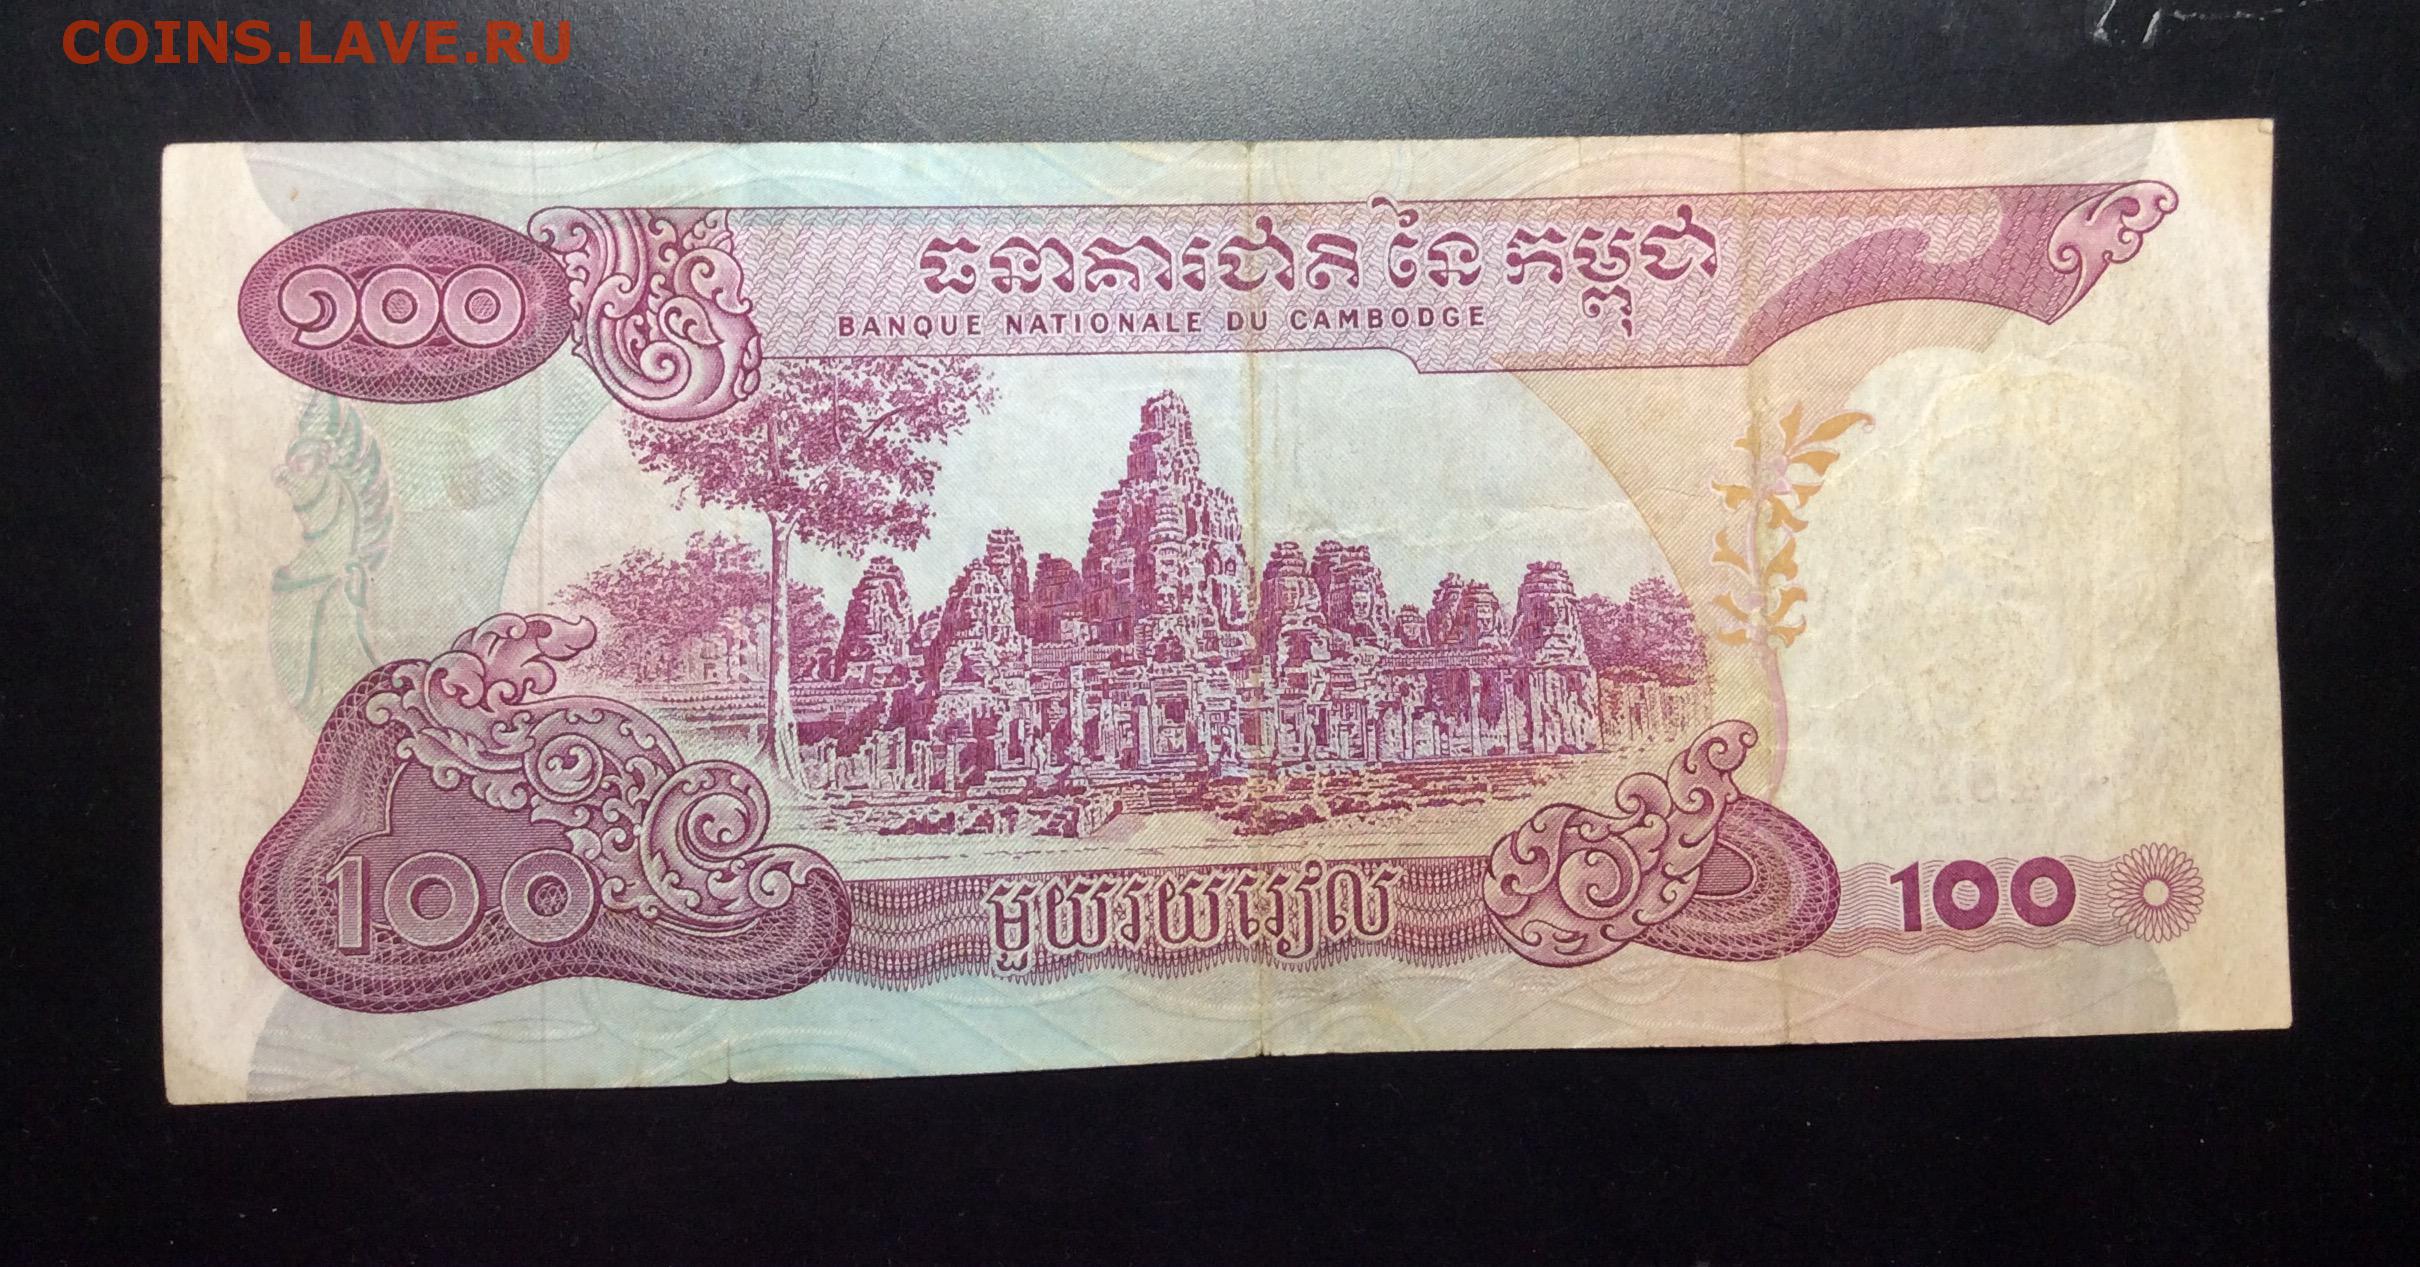 COINS.LAVE.RU
ធនាគារជាតិ នៃ កម្ពុជា
១០០
BANQUE NATIONALE DU CAMBODGE
100
មួយរយរៀល
100